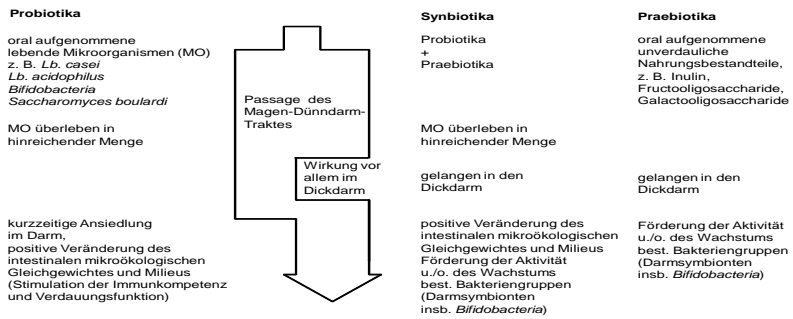 Probiotika
oral aufgenommene
lebende Mikroorganismen (MO)
z. B. Lb. casei
Lb. acidophilus
Bifidobacteria
Saccharomyces boulardi
MO überleben in
hinreichender Menge
kurzzeitige Ansiedlung
im Darm,
positive Veränderung des
intestinalen mikroökologischen
Gleichgewichtes und Milieus
(Stimulation der Immunkompetenz
und Verdauungsfunktion)
Passage des
Magen-Dünndarm-
Traktes
Wirkung vor
allem im
Dickdarm
Synbiotika
Probiotika
+
Praebiotika
MO überleben in
hinreichender Menge
gelangen in den
Dickdarm
positive Veränderung des
intestinalen mikroökologischen
Gleichgewichtes und Milieus
Förderung der Aktivität
u./o. des Wachstums
best. Bakteriengruppen
(Darmsymbionten
insb. Bifidobacteria)
Praebiotika
oral aufgenommene
unverdauliche
Nahrungsbestandteile,
z. B. Inulin,
Fructooligosaccharide,
Galactooligosaccharide
gelangen in den
Dickdarm
Förderung der Aktivität
u./o. des Wachstums
best. Bakteriengruppen
(Darmsymbionten
insb. Bifidobacteria)